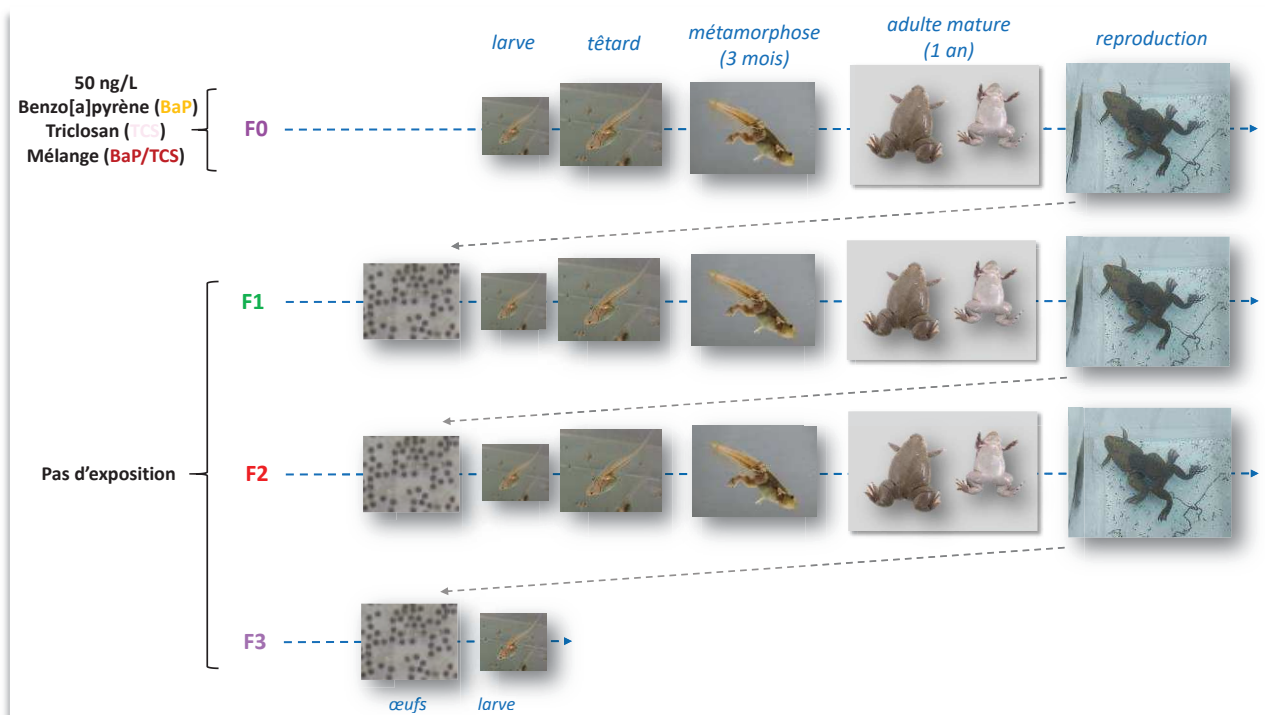 larve
têtard
métamorphose
(3 mois)
adulte mature
(1 an)
reproduction
50 ng/L
Benzo[a]pyrène (BaP)
Triclosan (TCS)
Mélange (BaP/TCS)
F0
F1
Pas d'exposition
F2
F3
œufs
larve